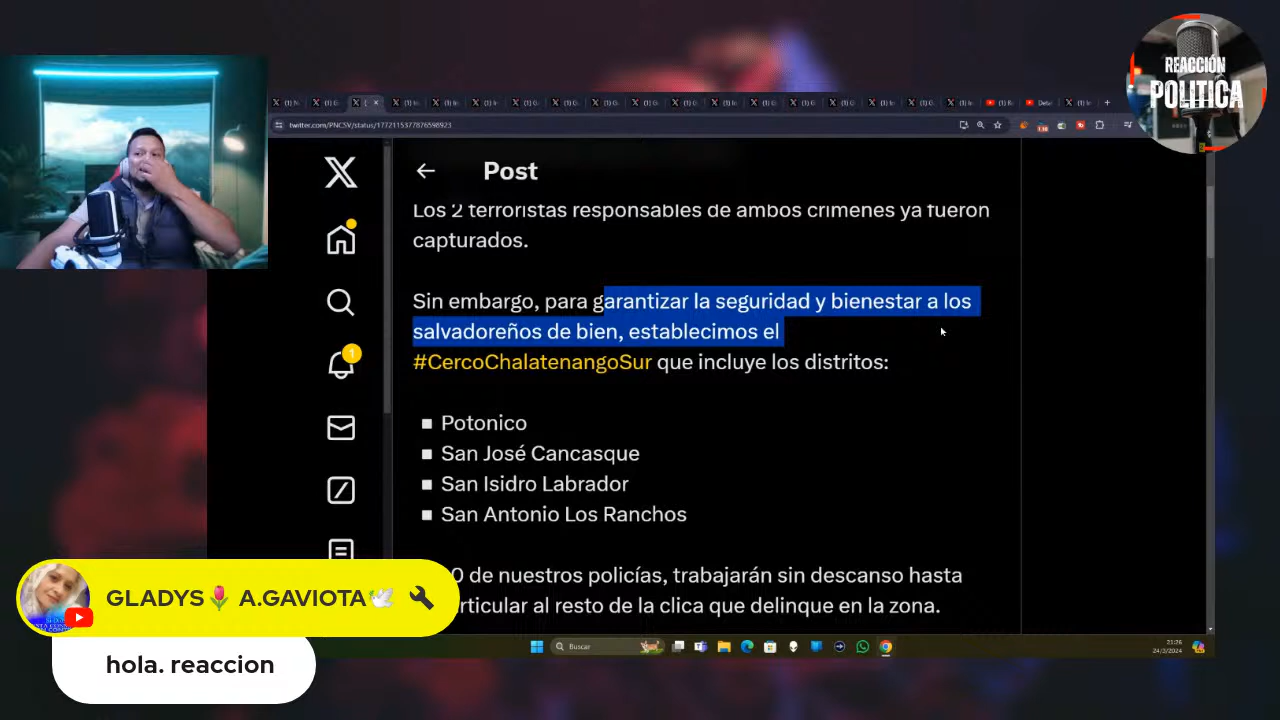 REACCIÓN
POLITICA
twitter.com/PNCSV/status/1772115377876598923
Post
Los 2 terroristas responsables de ambos crímenes ya fueron
capturados.
Sin embargo, para garantizar la seguridad y bienestar a los
salvadoreños de bien, establecimos el
#CercoChalatenangoSur que incluye los distritos:
▪ Potonico
▪ San José Cancasque
▪ San Isidro Labrador
▪ San Antonio Los Ranchos
0 de nuestros policías, trabajarán sin descanso hasta
rticular al resto de la clica que delinque en la zona.
1
GLADYS🌷 A.GAVIOTA🕊️
hola. reaccion
Buscar
21:26
24/3/2024